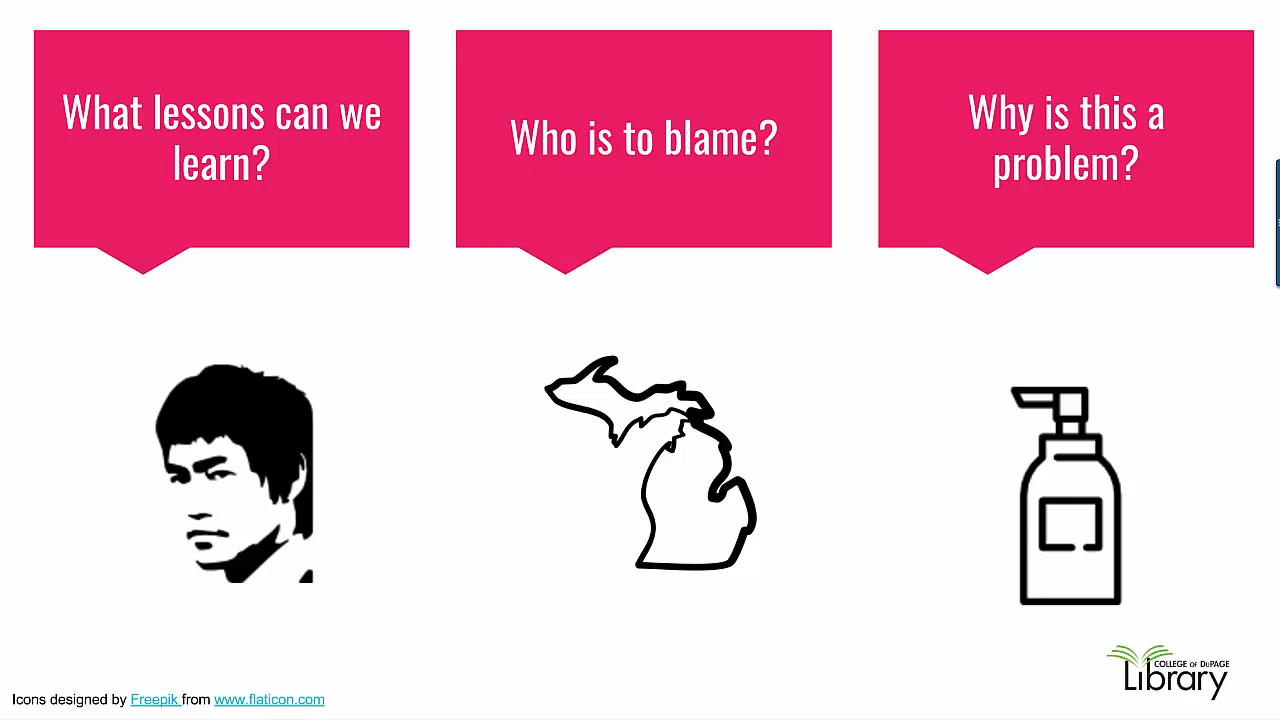 What lessons can we
learn?
Who is to blame?
Why is this a
problem?
COLLEGE OF DUPAGE
Library
Icons designed by Freepik from www.flaticon.com